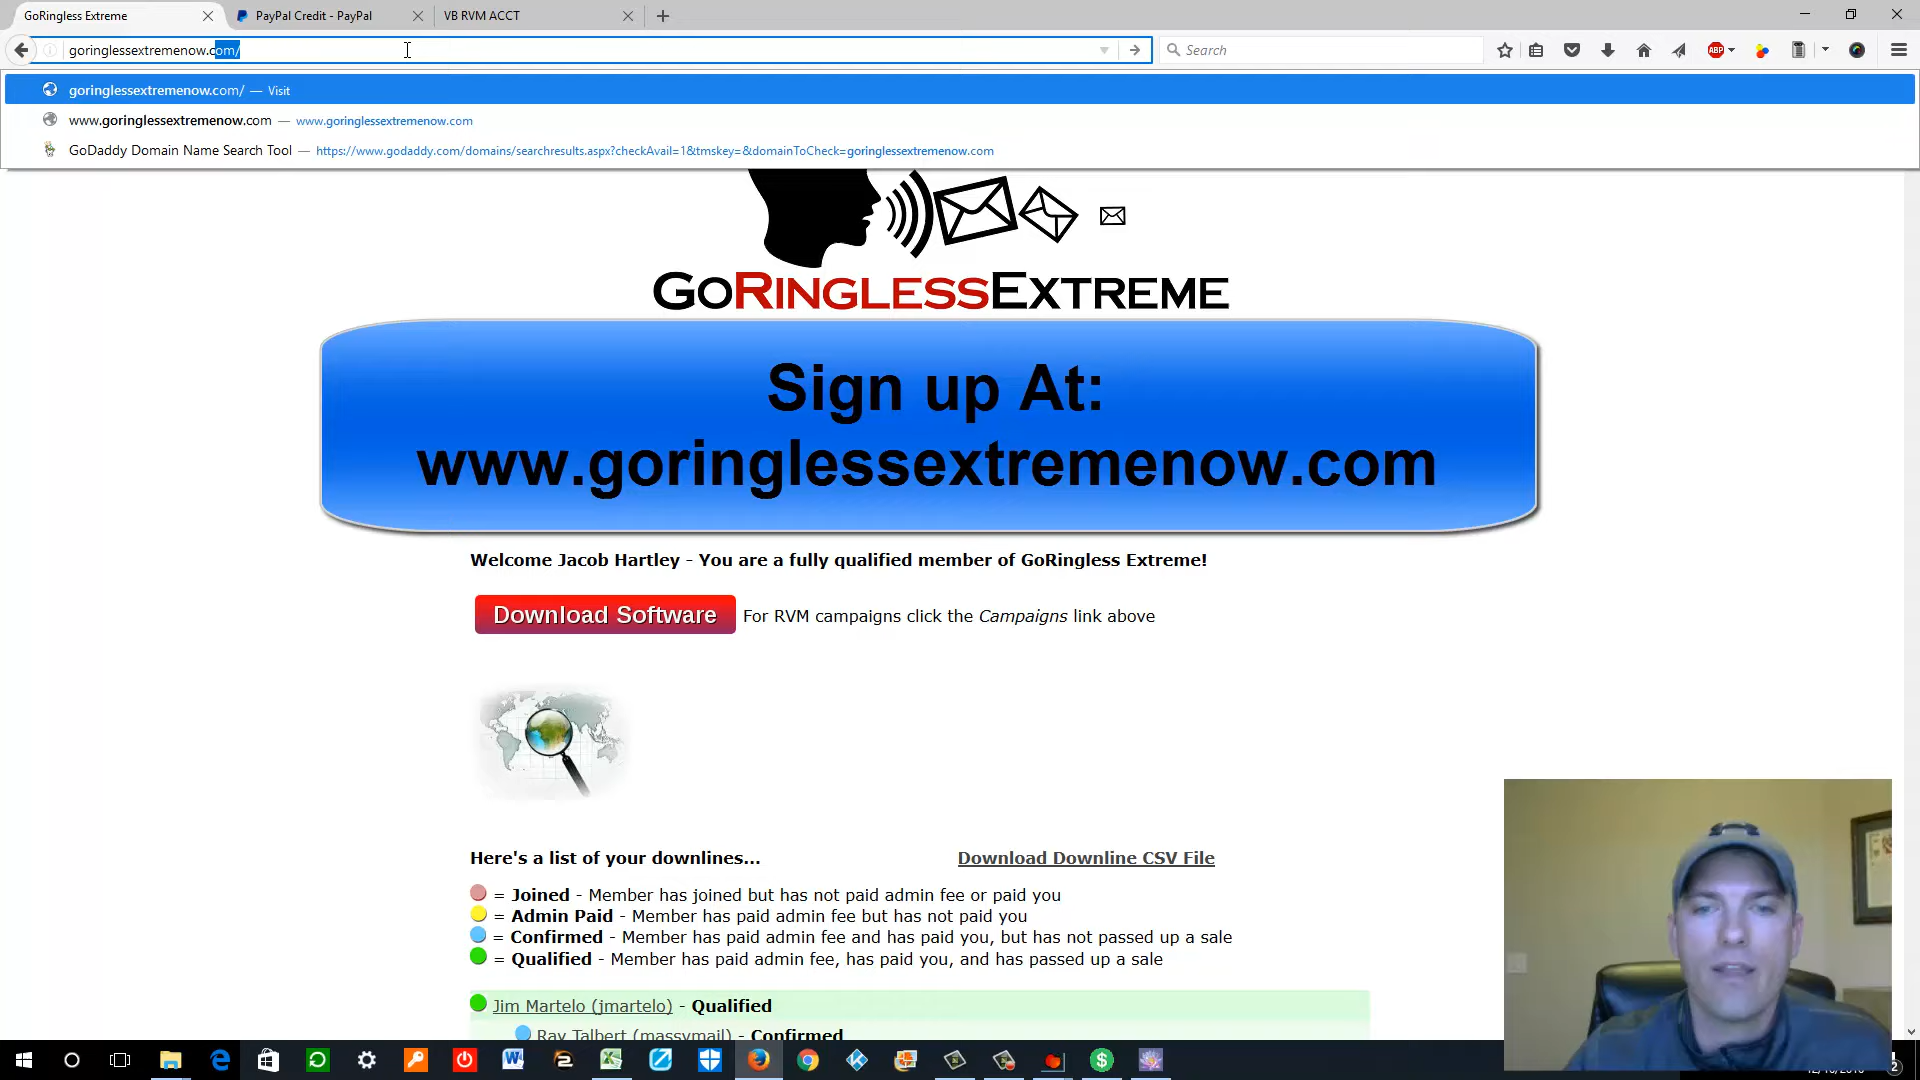 GoRingless Extreme
PayPal Credit - PayPal
VB RVM ACCT
goringlessextremenow.com/
Search
ABP
goringlessextremenow.com/ — Visit
www.goringlessextremenow.com — www.goringlessextremenow.com
GoDaddy Domain Name Search Tool — https://www.godaddy.com/domains/searchresults.aspx?checkAvail=1&tmskey=&domainToCheck=goringlessextremenow.com
GoRinglessExtreme
Sign up At:
www.goringlessextremenow.com
Welcome Jacob Hartley - You are a fully qualified member of GoRingless Extreme!
Download Software For RVM campaigns click the Campaigns link above
Here's a list of your downlines...
Download Downline CSV File
= Joined - Member has joined but has not paid admin fee or paid you
= Admin Paid - Member has paid admin fee but has not paid you
= Confirmed - Member has paid admin fee and has paid you, but has not passed up a sale
= Qualified - Member has paid admin fee, has paid you, and has passed up a sale
Jim Martelo (jmartelo) - Qualified
Ray Talbert (massymail) - Confirmed